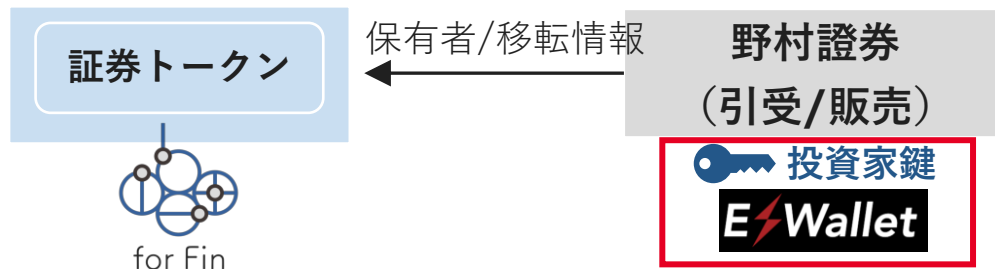 証券トークン
保有者/移転情報
野村證券
（引受/販売）
投資家鍵
E Wallet
for Fin